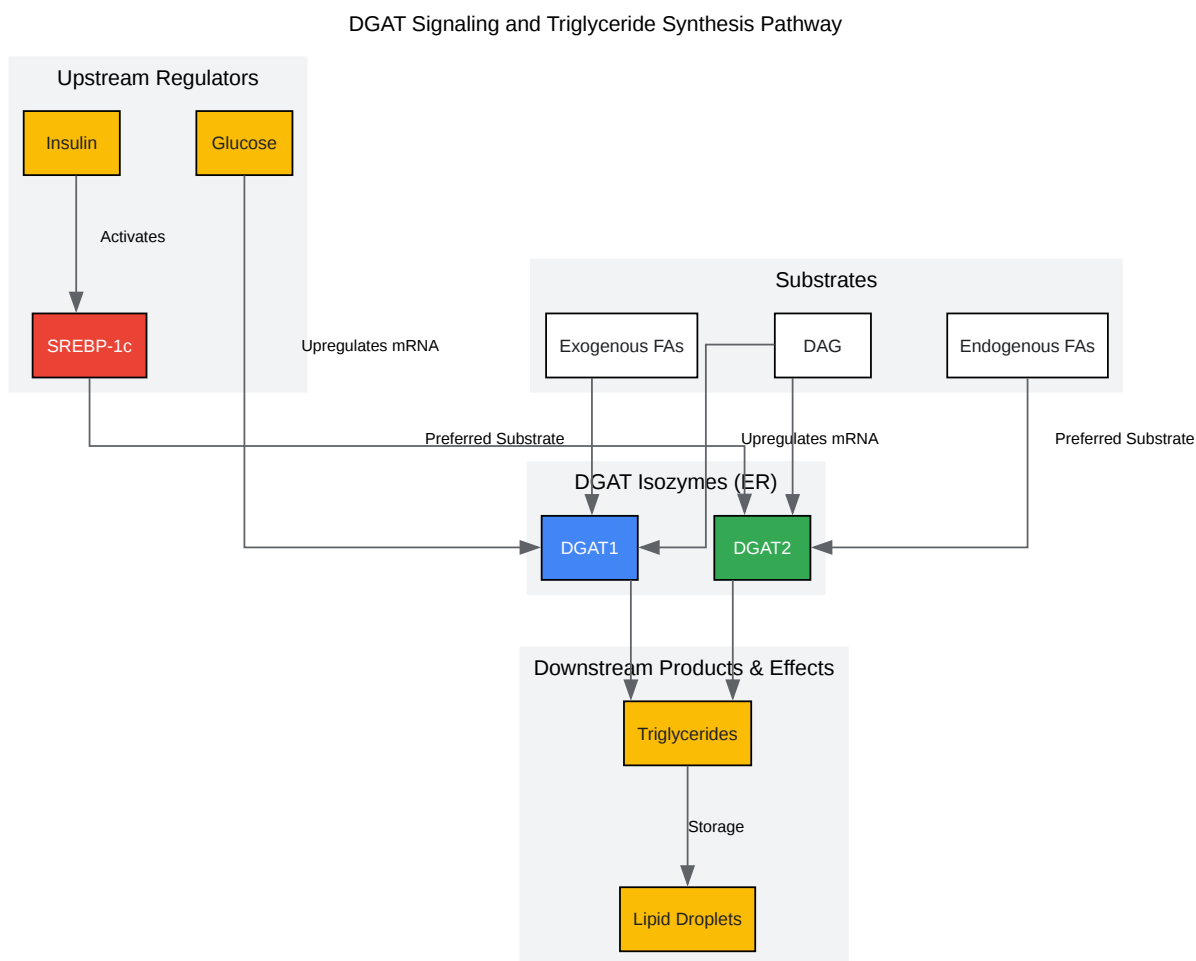 DGAT Signaling and Triglyceride Synthesis Pathway
Upstream Regulators
Insulin
Glucose
Activates
Substrates
SREBP-1c
Upregulates mRNA
Exogenous FAs
DAG
Endogenous FAs
Preferred Substrate
Upregulates mRNA
Preferred Substrate
DGAT Isozymes (ER)
DGAT1
DGAT2
Downstream Products & Effects
Triglycerides
Storage
Lipid Droplets